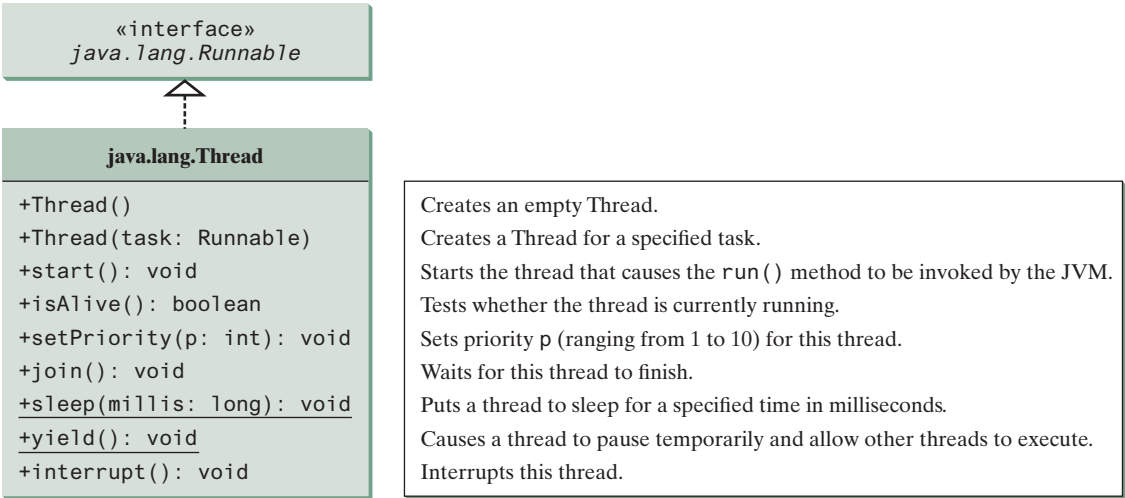 «interface»
java.lang.Runnable
java.lang.Thread
+Thread()
+Thread(task: Runnable)
+start(): void
+isAlive(): boolean
+setPriority(p: int): void
+join(): void
+sleep(millis: long): void
+yield(): void
+interrupt(): void
Creates an empty Thread.
Creates a Thread for a specified task.
Starts the thread that causes the run() method to be invoked by the JVM.
Tests whether the thread is currently running.
Sets priority p (ranging from 1 to 10) for this thread.
Waits for this thread to finish.
Puts a thread to sleep for a specified time in milliseconds.
Causes a thread to pause temporarily and allow other threads to execute.
Interrupts this thread.